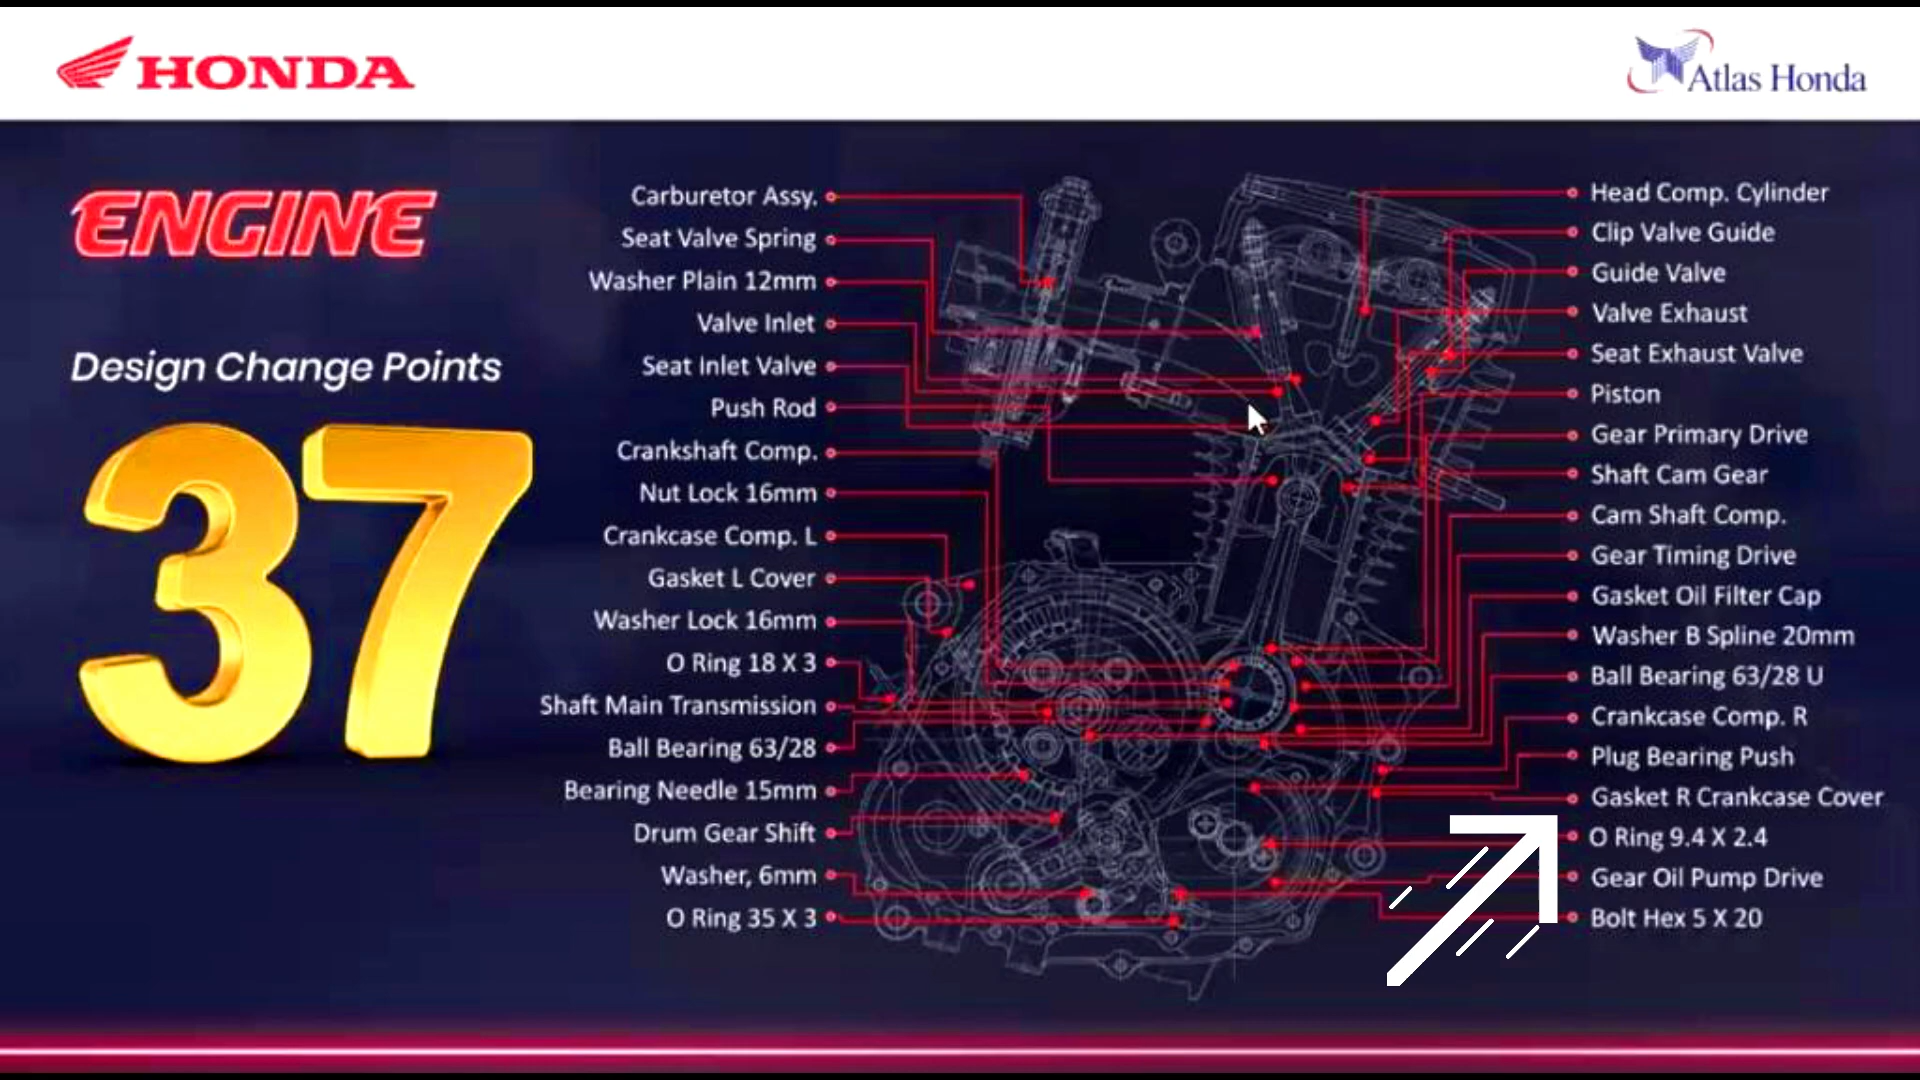 HONDA
Atlas Honda
ENGINE
Design Change Points
37
Carburetor Assy.
Seat Valve Spring
Washer Plain 12mm
Valve Inlet
Seat Inlet Valve
Push Rod
Crankshaft Comp.
Nut Lock 16mm
Crankcase Comp. L
Gasket L Cover
Washer Lock 16mm
O Ring 18 X 3
Shaft Main Transmission
Ball Bearing 63/28
Bearing Needle 15mm
Drum Gear Shift
Washer, 6mm
O Ring 35 X 3
Head Comp. Cylinder
Clip Valve Guide
Guide Valve
Valve Exhaust
Seat Exhaust Valve
Piston
Gear Primary Drive
Shaft Cam Gear
Cam Shaft Comp.
Gear Timing Drive
Gasket Oil Filter Cap
Washer B Spline 20mm
Ball Bearing 63/28 U
Crankcase Comp. R
Plug Bearing Push
Gasket R Crankcase Cover
O Ring 9.4 X 2.4
Gear Oil Pump Drive
Bolt Hex 5 X 20